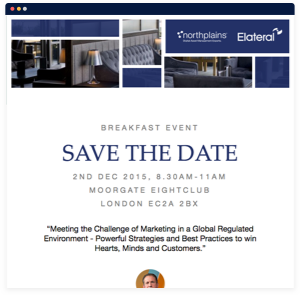 northplains
Elateral
BREAKFAST EVENT
SAVE THE DATE
2ND DEC 2015, 8.30AM-11AM
MOORGATE EIGHTCLUB
LONDON EC2A 2BX
“Meeting the Challenge of Marketing in a Global Regulated
Environment - Powerful Strategies and Best Practices to win
Hearts, Minds and Customers.”